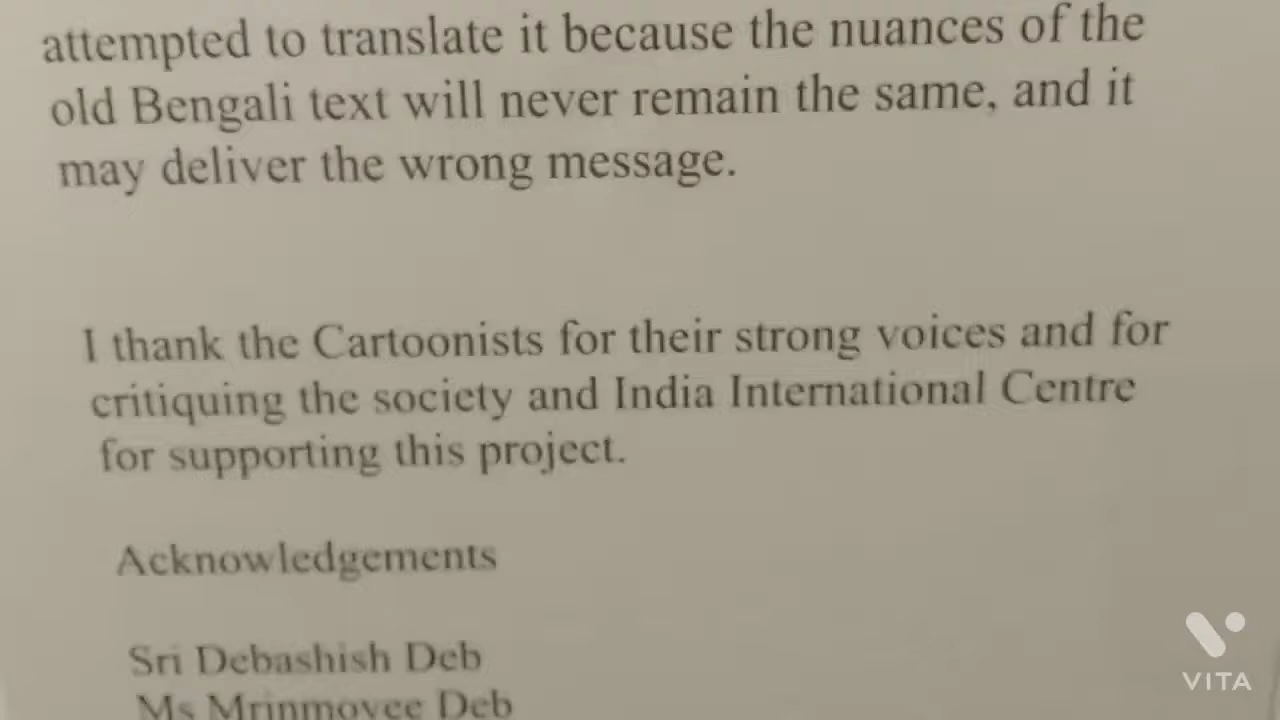 attempted to translate it because the nuances of the
old Bengali text will never remain the same, and it
may deliver the wrong message.
I thank the Cartoonists for their strong voices and for
critiquing the society and India International Centre
for supporting this project.
Acknowledgements
Sri Debashish Deb
Ms Mrinmoyee Deb
VITA